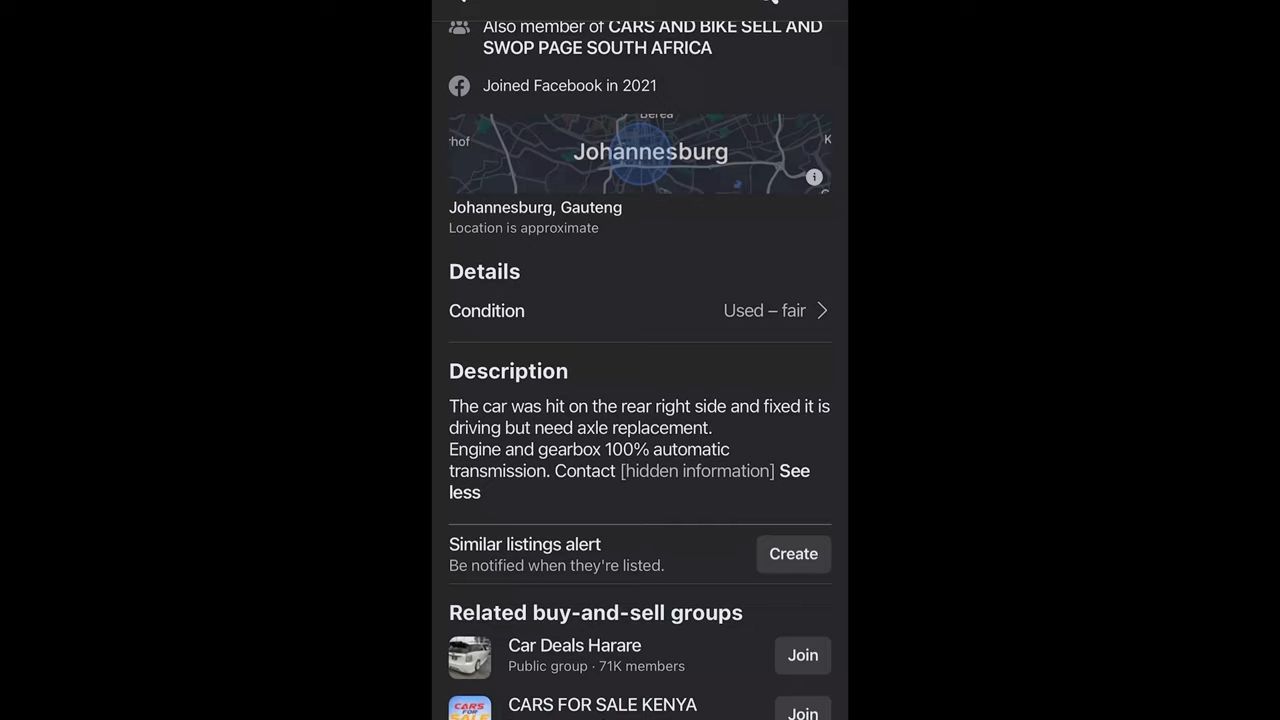 Also member of CARS AND BIKE SELL AND
SWOP PAGE SOUTH AFRICA
Joined Facebook in 2021
Berea
rhof
K
Johannesburg
Johannesburg, Gauteng
Location is approximate
Details
Condition
Used – fair
Description
The car was hit on the rear right side and fixed it is
driving but need axle replacement.
Engine and gearbox 100% automatic
transmission. Contact [hidden information] See
less
Similar listings alert
Be notified when they're listed.
Create
Related buy-and-sell groups
Car Deals Harare
Public group · 71K members
Join
CARS FOR SALE KENYA
CARS
FOR
SALE
Join